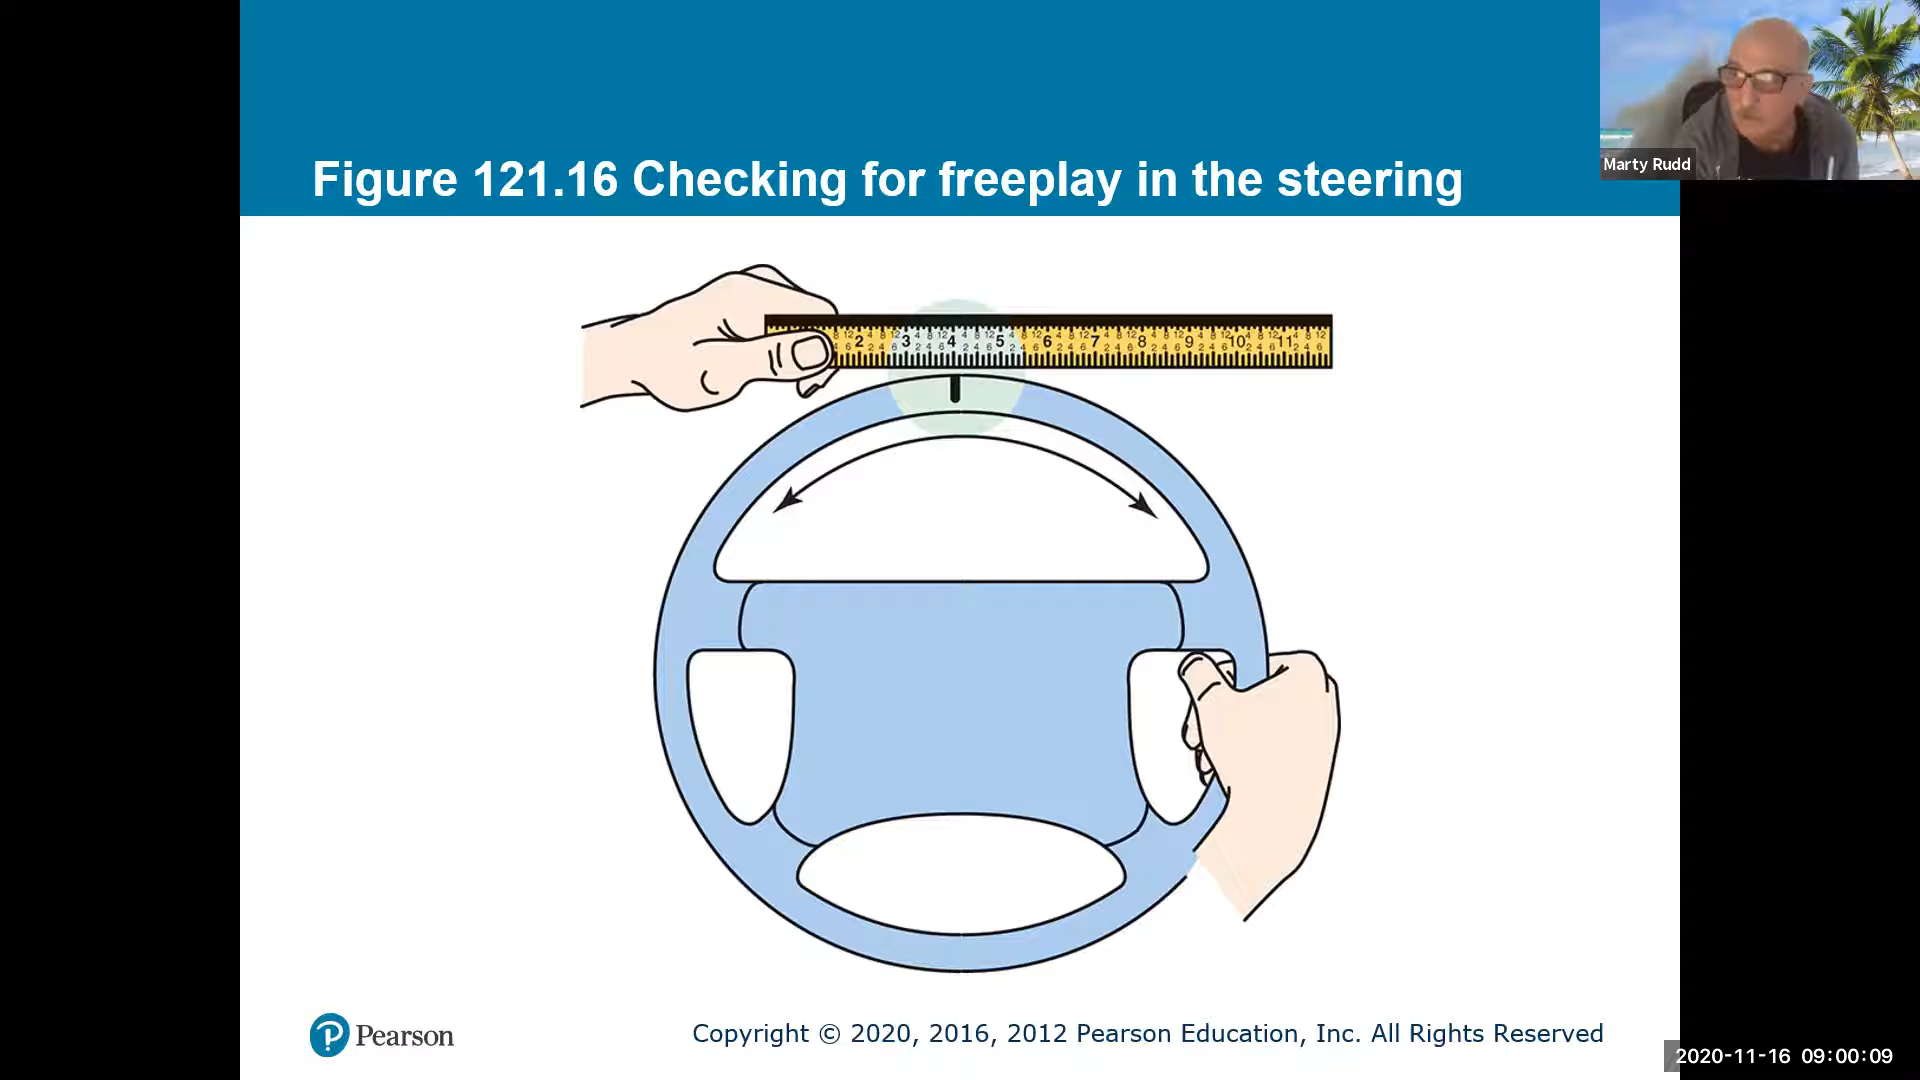 Figure 121.16 Checking for freeplay in the steering
Marty Rudd
2 3 4 5 6 7 8 9 10 11
Pearson
Copyright © 2020, 2016, 2012 Pearson Education, Inc. All Rights Reserved
2020-11-16 09:00:09